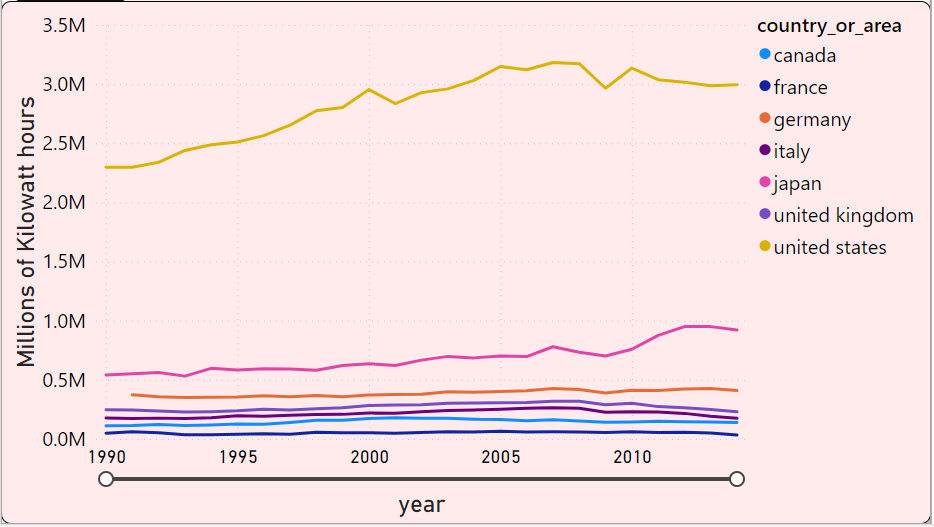 3.5M
3.0M
2.5M
2.0M
1.5M
1.0M
0.5M
0.0M
Millions of Kilowatt hours
1990 1995 2000 2005 2010
year
country_or_area
canada
france
germany
italy
japan
united kingdom
united states